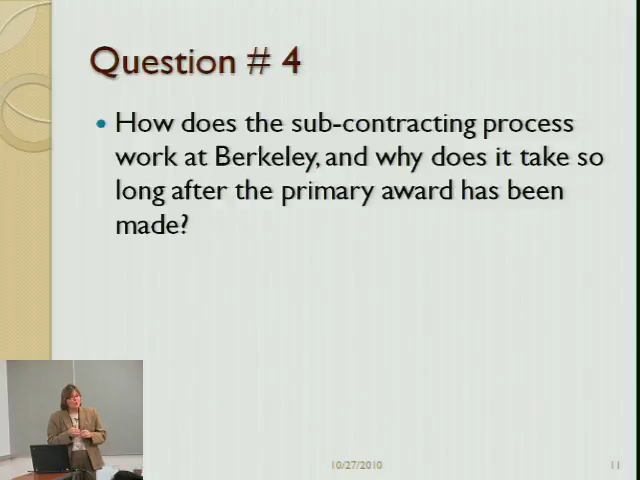 Question # 4
• How does the sub-contracting process
work at Berkeley, and why does it take so
long after the primary award has been
made?
10/27/2010
11